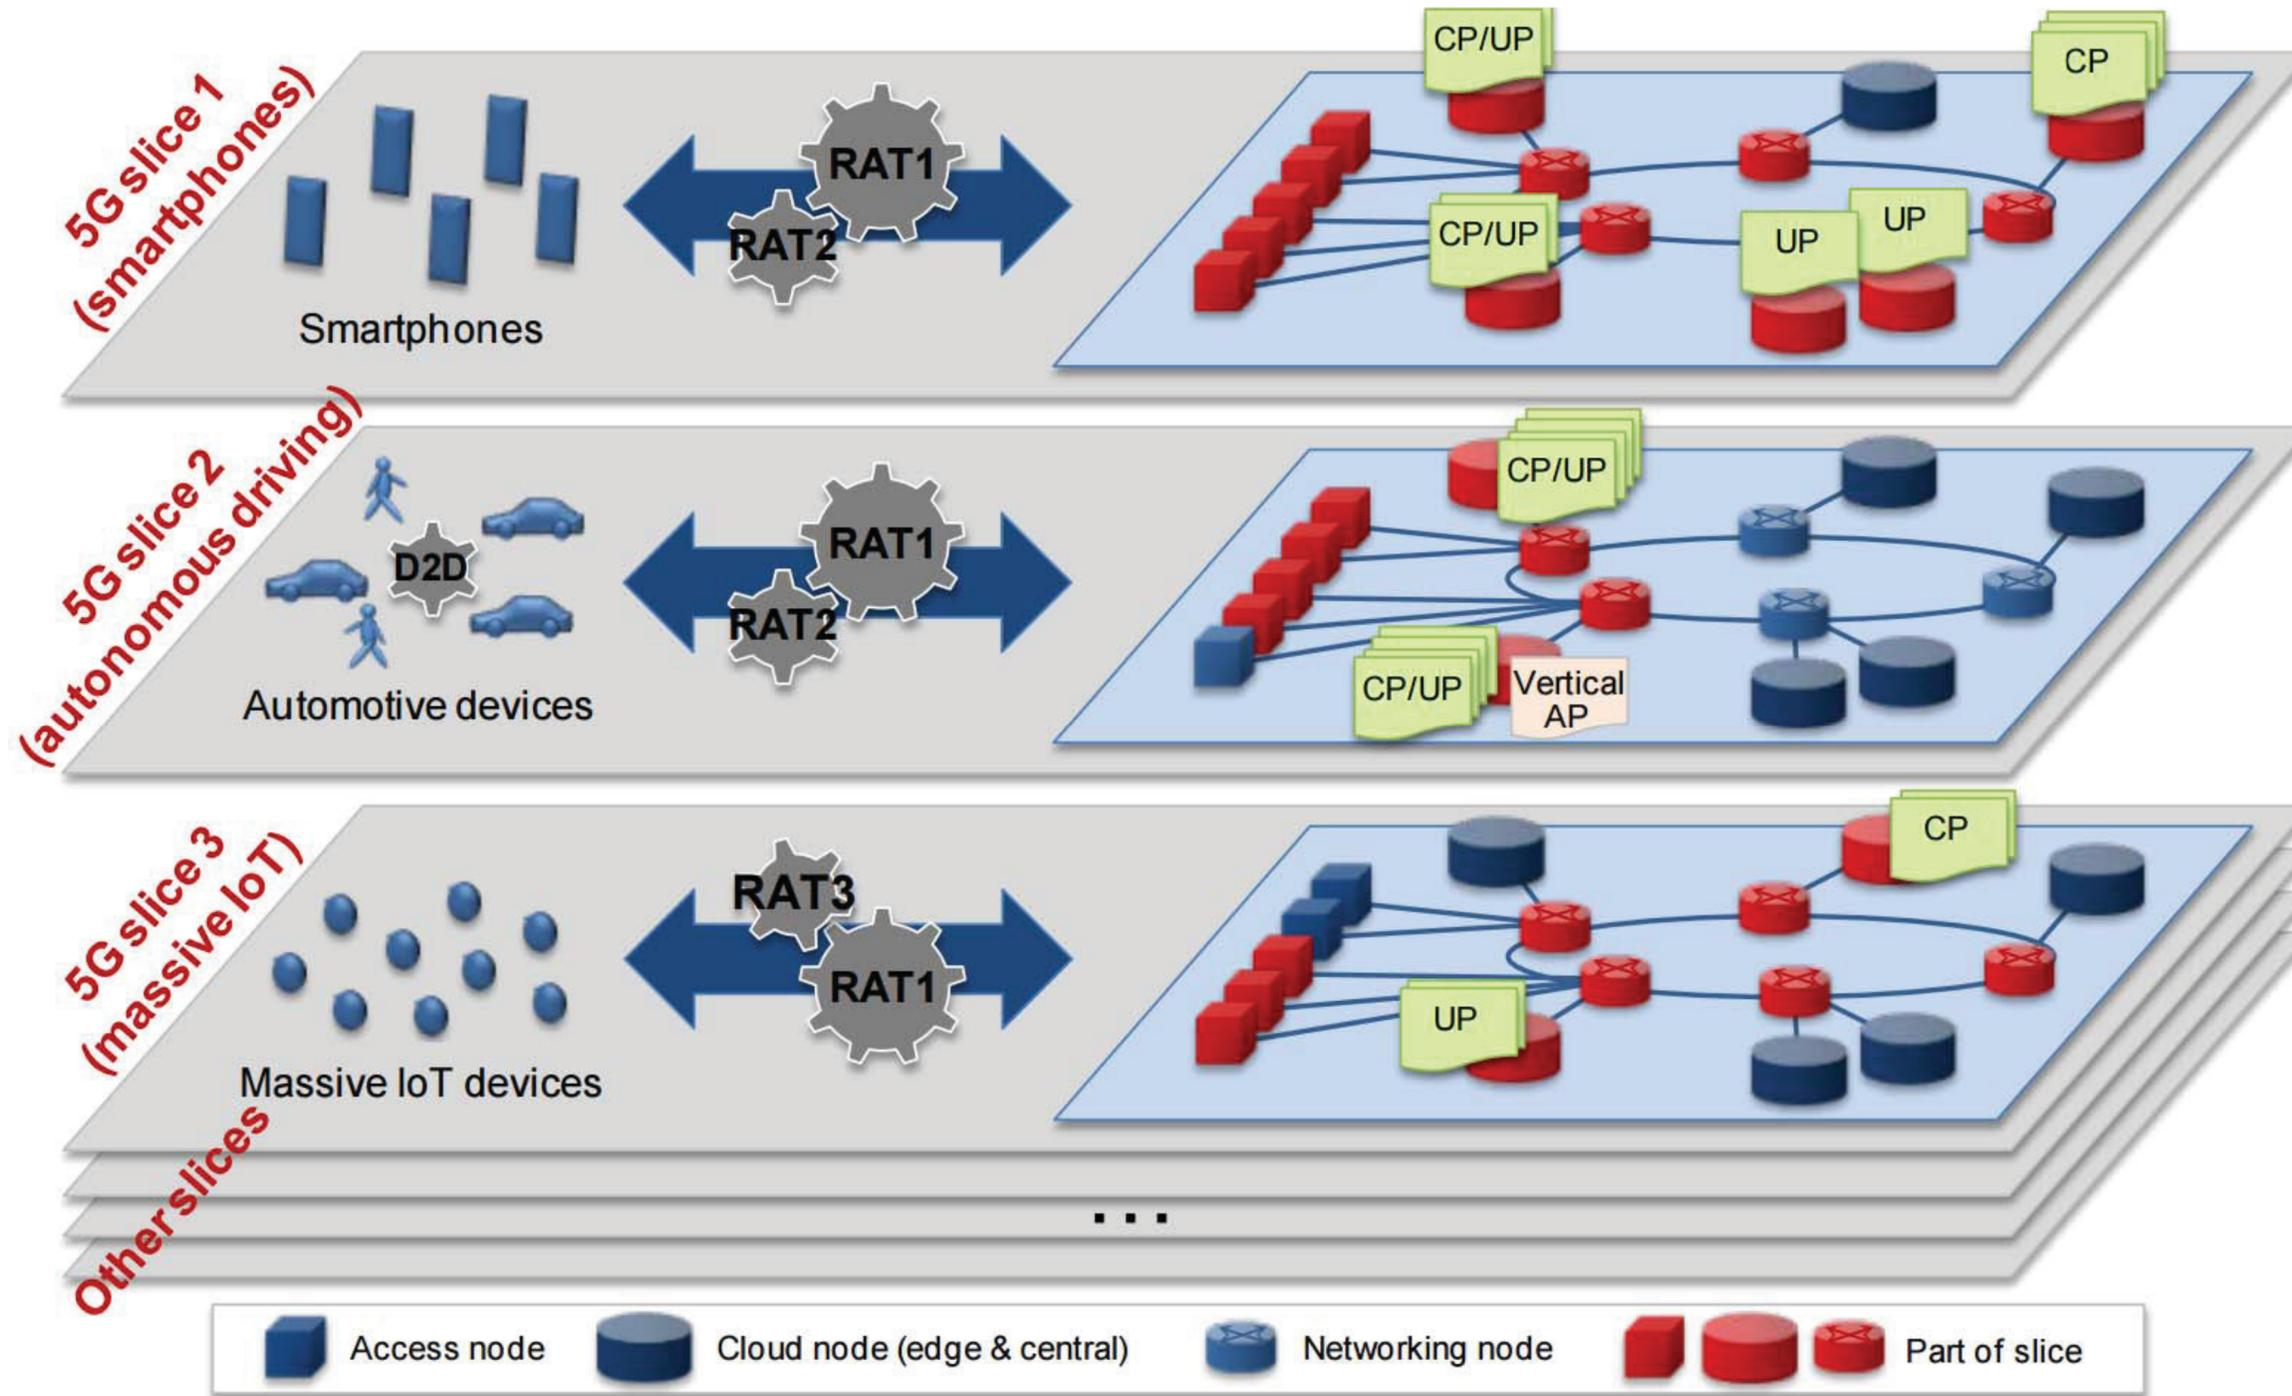 5G slice 1
(smartphones)
Smartphones
RAT1
RAT2
CP/UP
CP/UP
CP
UP
UP
5G slice 2
(autonomous driving)
D2D
Automotive devices
RAT1
RAT2
CP/UP
CP/UP
Vertical
AP
5G slice 3
(massive IoT)
Massive IoT devices
RAT3
RAT1
CP
UP
Other slices
...
Access node
Cloud node (edge & central)
Networking node
Part of slice